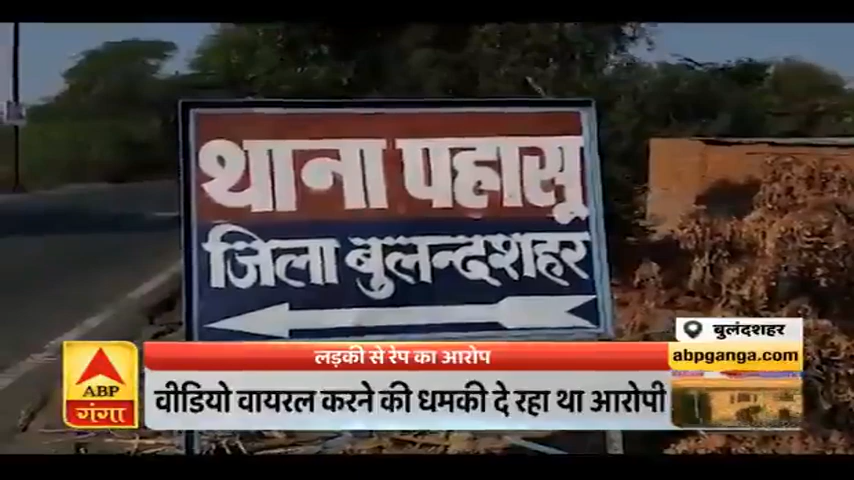 थाना पहासू
जिला बुलन्दशहर
बुलंदशहर
लड़की से रेप का आरोप
abpganga.com
ABP
गंगा
वीडियो वायरल करने की धमकी दे रहा था आरोपी